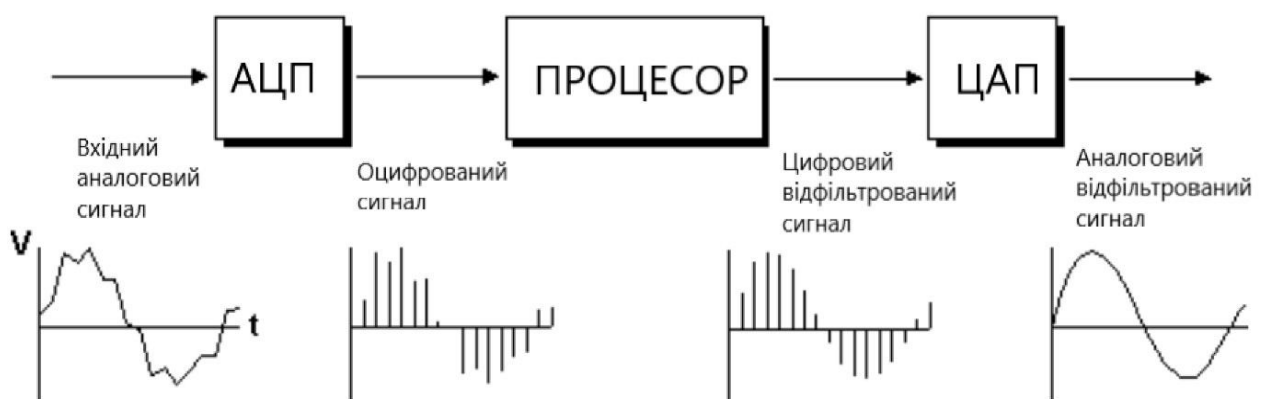 АЦП
ПРОЦЕСОР
ЦАП
Вхідний
аналоговий
сигнал
Оцифрований
сигнал
Цифровий
відфільтрований
сигнал
Аналоговий
відфільтрований
сигнал
V
t